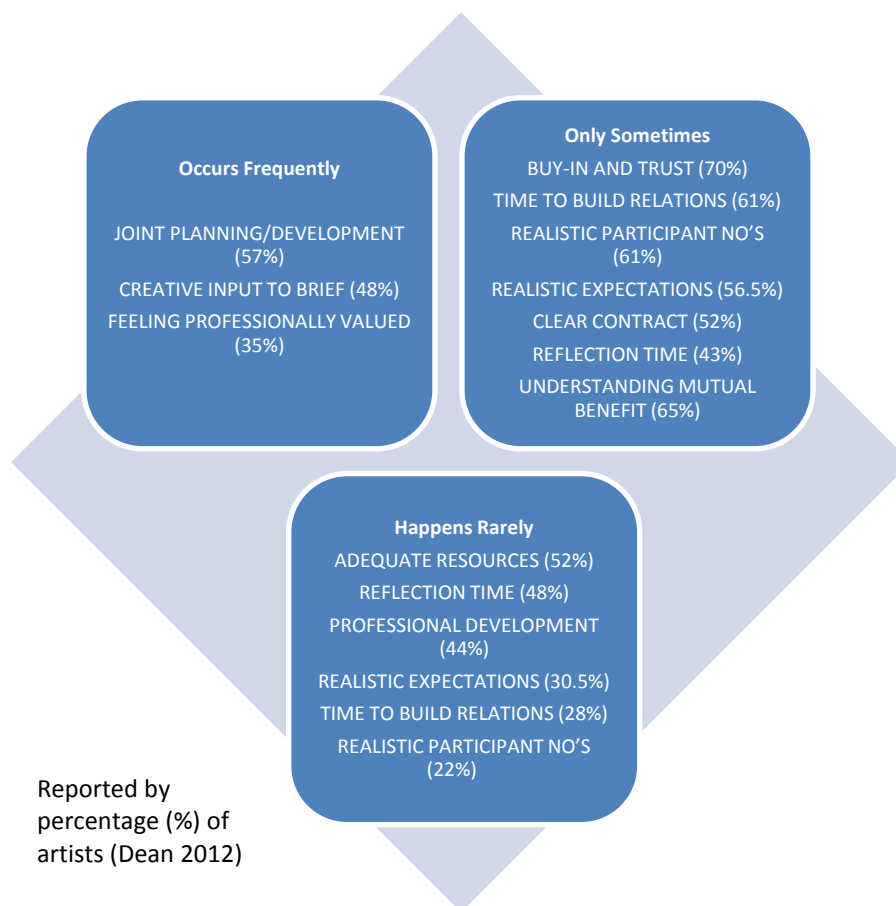 Occurs Frequently
JOINT PLANNING/DEVELOPMENT
(57%)
CREATIVE INPUT TO BRIEF (48%)
FEELING PROFESSIONALLY VALUED
(35%)
Only Sometimes
BUY-IN AND TRUST (70%)
TIME TO BUILD RELATIONS (61%)
REALISTIC PARTICIPANT NO’S
(61%)
REALISTIC EXPECTATIONS (56.5%)
CLEAR CONTRACT (52%)
REFLECTION TIME (43%)
UNDERSTANDING MUTUAL
BENEFIT (65%)
Happens Rarely
ADEQUATE RESOURCES (52%)
REFLECTION TIME (48%)
PROFESSIONAL DEVELOPMENT
(44%)
REALISTIC EXPECTATIONS (30.5%)
TIME TO BUILD RELATIONS (28%)
REALISTIC PARTICIPANT NO’S
(22%)
Reported by
percentage (%) of
artists (Dean 2012)